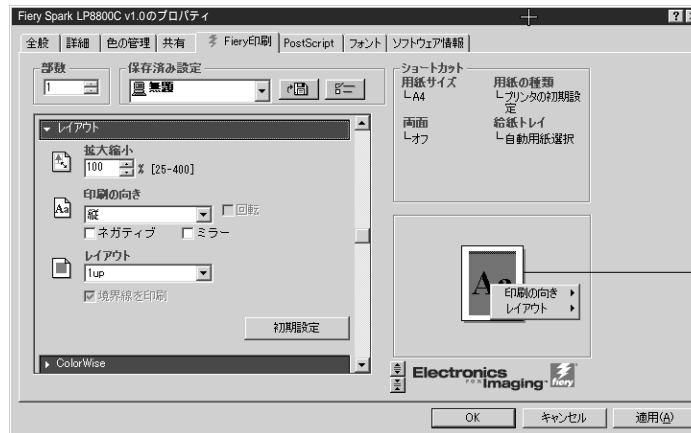 Fiery Spark LP8800C v1.0のプロパティ
全般 詳細 色の管理 共有 Fiery印刷 PostScript フォント ソフトウェア情報
部数
1
保存済み設定
無題
ショートカット
用紙サイズ
A4
用紙の種類
プリンタの初期設定
両面
オフ
給紙トレイ
自動用紙選択
レイアウト
拡大縮小
100 % [25-400]
印刷の向き
縦
回転
ネガティブ ミラー
レイアウト
1up
境界線を印刷
初期設定
ColorWise
Aa
印刷の向き
レイアウト
Electronics
FOR Imaging
fiery
OK キャンセル 適用(A)